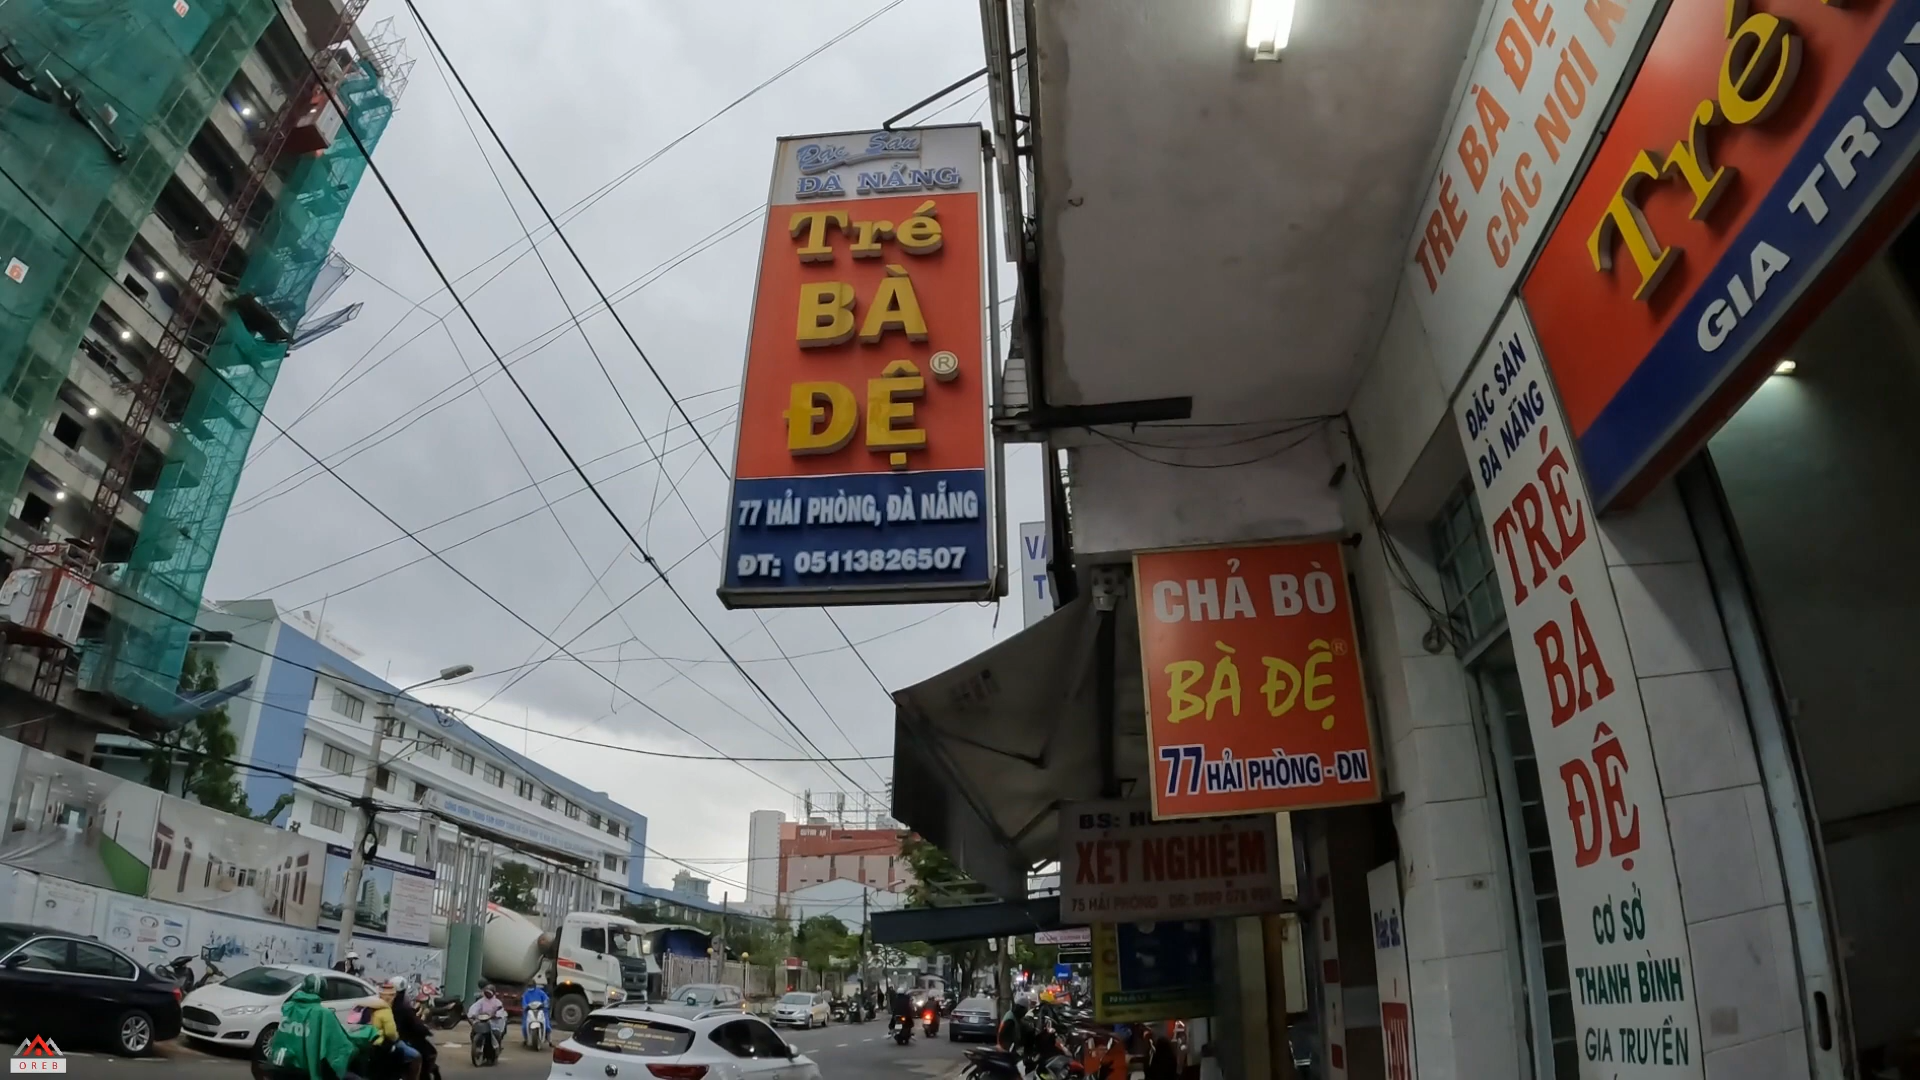 Đặc Sản
ĐÀ NẴNG
Tré
BÀ
ĐỆ
®
77 HẢI PHÒNG, ĐÀ NẴNG
ĐT: 05113826507
CHẢ BÒ
BÀ ĐỆ®
77 HẢI PHÒNG - ĐN
XÉT NGHIỆM
75 HẢI PHÒNG
TRÉ BÀ ĐỆ
CÁC NƠI
Tré
GIA
ĐẶC SẢN
ĐÀ NẴNG
TRÉ
BÀ
ĐỆ
CƠ SỞ
THANH BÌNH
GIA TRUYỀN
Grab
OREB